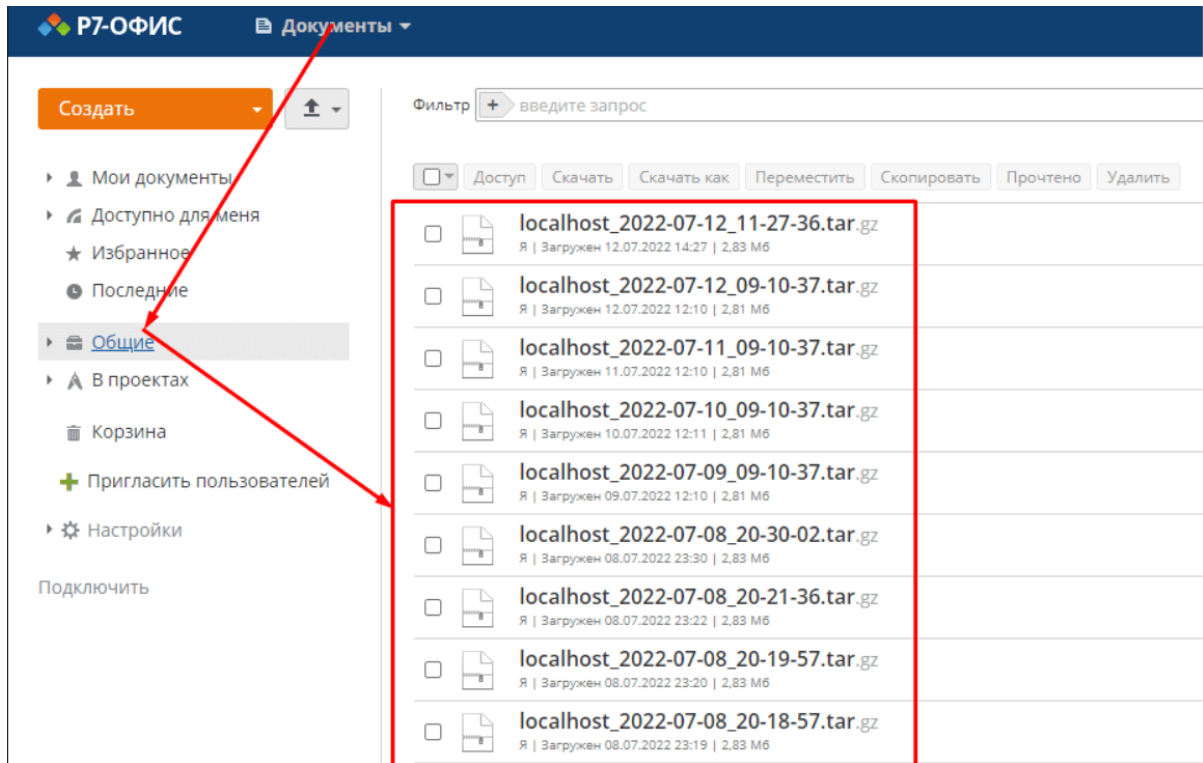 Р7-ОФИС
Документы
Создать
Мои документы
Доступно для меня
Избранное
Последние
Общие
В проектах
Корзина
Пригласить пользователей
Настройки
Подключить
Фильтр + введите запрос
Доступ Скачать Скачать как Переместить Скопировать Прочтено Удалить
localhost_2022-07-12_11-27-36.tar.gz
Я | Загружен 12.07.2022 14:27 | 2,83 Мб
localhost_2022-07-12_09-10-37.tar.gz
Я | Загружен 12.07.2022 12:10 | 2,81 Мб
localhost_2022-07-11_09-10-37.tar.gz
Я | Загружен 11.07.2022 12:10 | 2,81 Мб
localhost_2022-07-10_09-10-37.tar.gz
Я | Загружен 10.07.2022 12:11 | 2,81 Мб
localhost_2022-07-09_09-10-37.tar.gz
Я | Загружен 09.07.2022 12:10 | 2,81 Мб
localhost_2022-07-08_20-30-02.tar.gz
Я | Загружен 08.07.2022 23:30 | 2,83 Мб
localhost_2022-07-08_20-21-36.tar.gz
Я | Загружен 08.07.2022 23:22 | 2,83 Мб
localhost_2022-07-08_20-19-57.tar.gz
Я | Загружен 08.07.2022 23:20 | 2,83 Мб
localhost_2022-07-08_20-18-57.tar.gz
Я | Загружен 08.07.2022 23:19 | 2,83 Мб